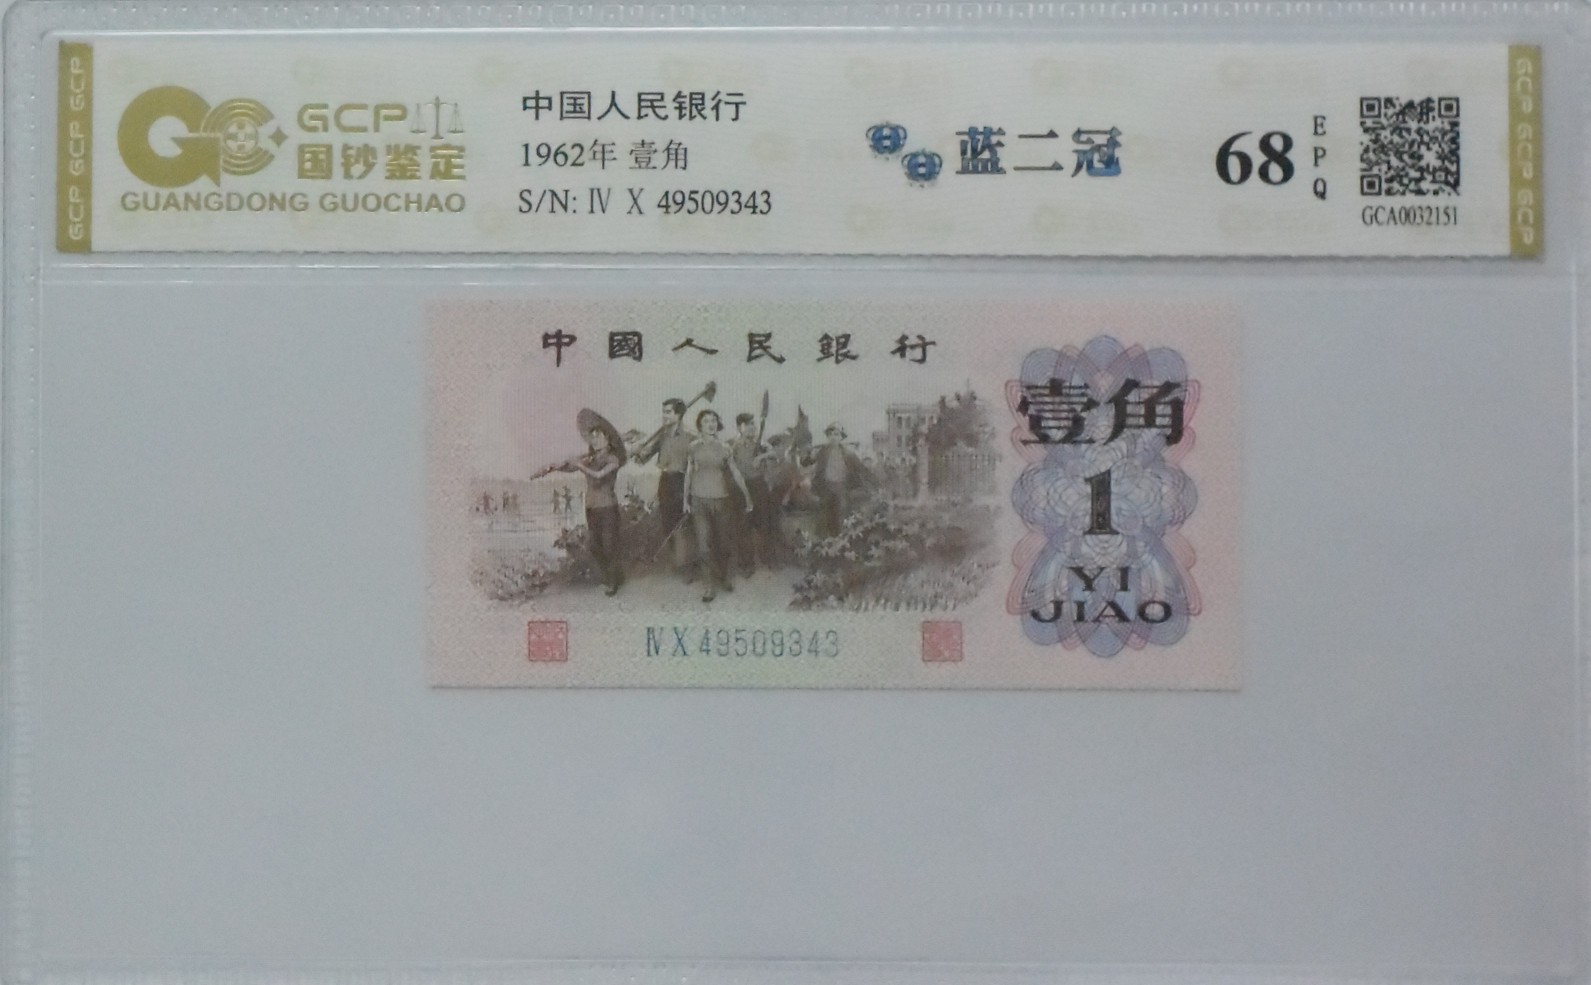 GCP GCP GCP
GCP
国钞鉴定
GUANGDONG GUOCHAO
中国人民银行
1962年 壹角
S/N: Ⅳ X 49509343
蓝二冠
68
EPQ
GCA0032151
GCP GCP GCP
中國人民銀行
壹角
1
YI
JIAO
Ⅳ X 49509343